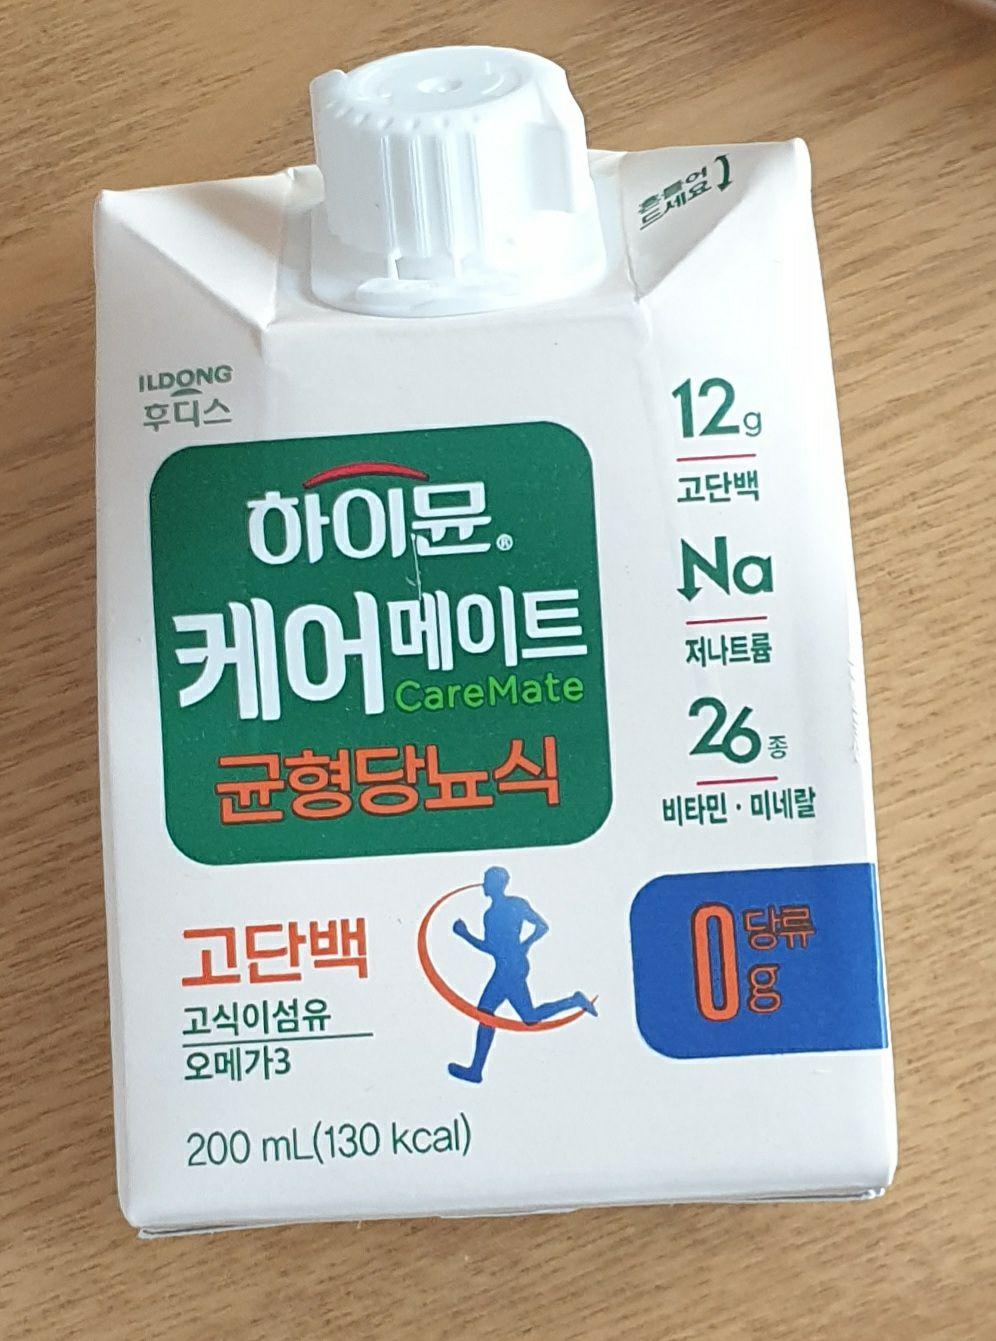 흔들어
드세요
ILDONG
후디스
하이뮨®
케어메이트
CareMate
균형당뇨식
12g
고단백
Na
저나트륨
26종
비타민·미네랄
0g 당류
고단백
고식이섬유
오메가3
200 mL(130 kcal)